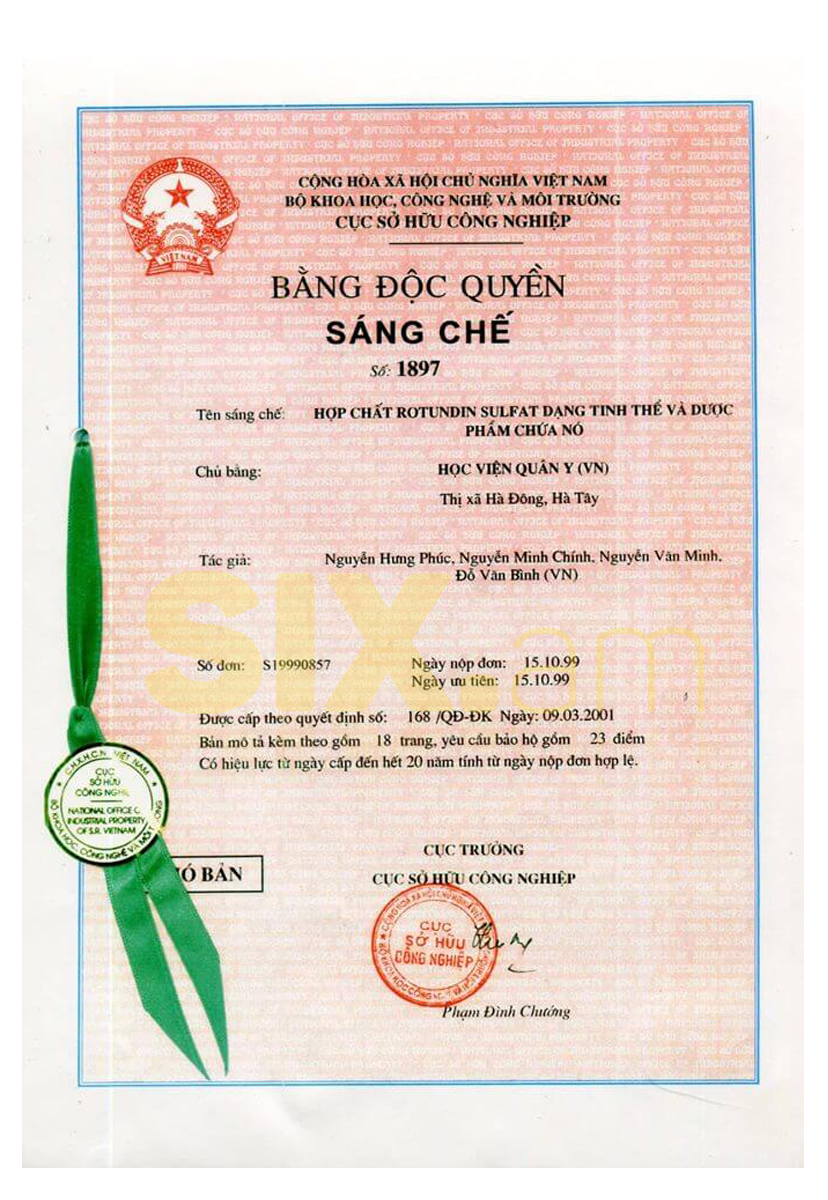 CỘNG HÒA XÃ HỘI CHỦ NGHĨA VIỆT NAM
BỘ KHOA HỌC, CÔNG NGHỆ VÀ MÔI TRƯỜNG
CỤC SỞ HỮU CÔNG NGHIỆP
VIỆT NAM
BẰNG ĐỘC QUYỀN
SÁNG CHẾ
Số: 1897
Tên sáng chế: HỢP CHẤT ROTUNDIN SULFAT DẠNG TINH THỂ VÀ DƯỢC
PHẨM CHỨA NÓ
Chủ bằng: HỌC VIỆN QUÂN Y (VN)
Thị xã Hà Đông, Hà Tây
Tác giả: Nguyễn Hưng Phúc, Nguyễn Minh Chính, Nguyễn Văn Minh,
Đỗ Văn Bình (VN)
SIX.am
Số đơn: S19990857 Ngày nộp đơn: 15.10.99
Ngày ưu tiên: 15.10.99
Được cấp theo quyết định số: 168 /QĐ-ĐK Ngày: 09.03.2001
Bản mô tả kèm theo gồm 18 trang, yêu cầu bảo hộ gồm 23 điểm
Có hiệu lực từ ngày cấp đến hết 20 năm tính từ ngày nộp đơn hợp lệ.
C.H.X.H.C.N. VIỆT NAM
CỤC
SỞ HỮU
CÔNG NGHI
NATIONAL OFFICE
INDUSTRIAL PROPERTY
OF S.R. VIETNAM
BỘ KHOA HỌC, CÔNG NGHỆ VÀ MÔI
BẢN
CỤC TRƯỞNG
CỤC SỞ HỮU CÔNG NGHIỆP
CỤC
SỞ HỮU
CÔNG NGHIỆP
Phạm Đình Chướng